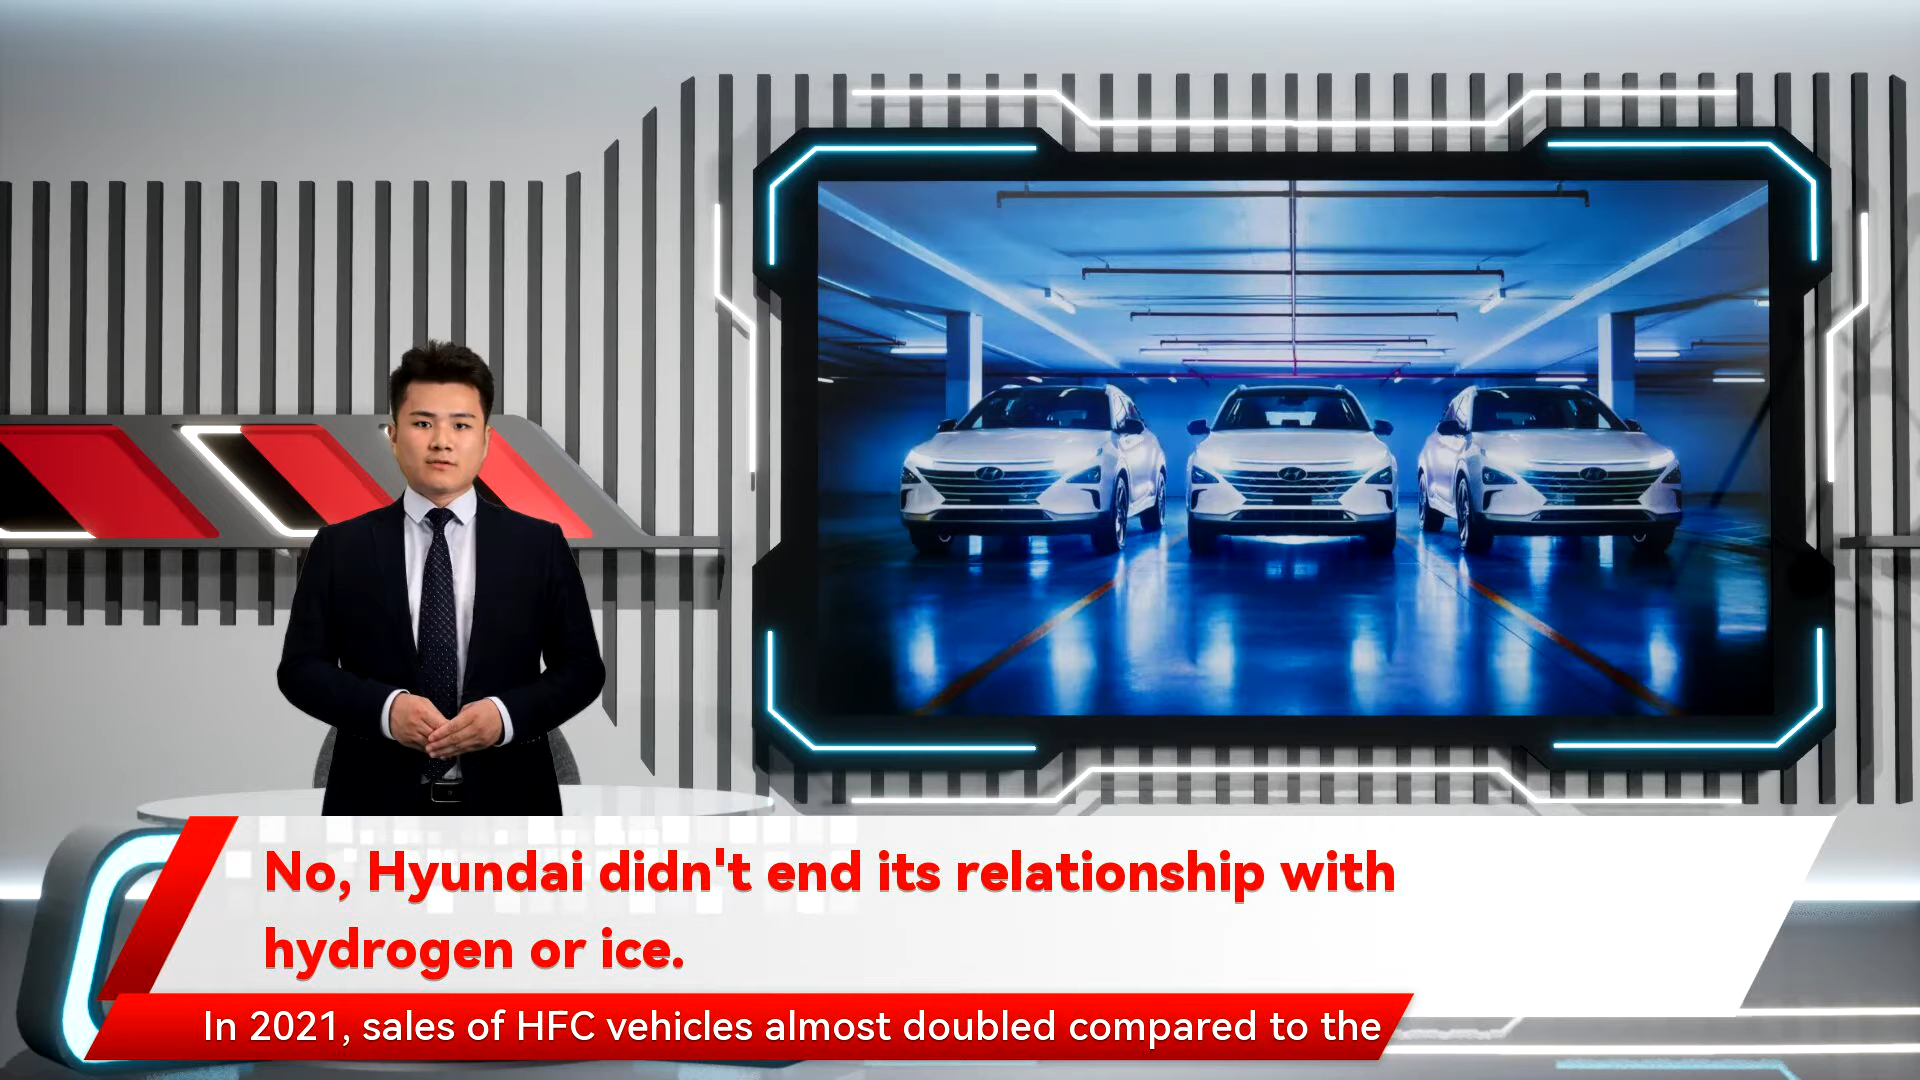 No, Hyundai didn't end its relationship with
hydrogen or ice.
In 2021, sales of HFC vehicles almost doubled compared to the